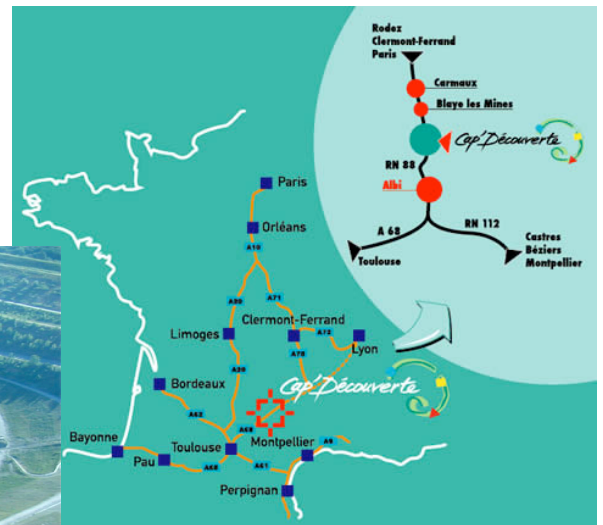 Rodez
Clermont-Ferrand
Paris
Carmaux
Blaye les Mines
Cap'Découverte
RN 88
Albi
A 68
RN 112
Toulouse
Castres
Béziers
Montpellier
Paris
Orléans
A10
A20
A71
Limoges
Clermont-Ferrand
A72
Lyon
A75
A20
Bordeaux
Cap'Découverte
A62
A68
Bayonne
Toulouse
Montpellier
A9
Pau
A61
Perpignan